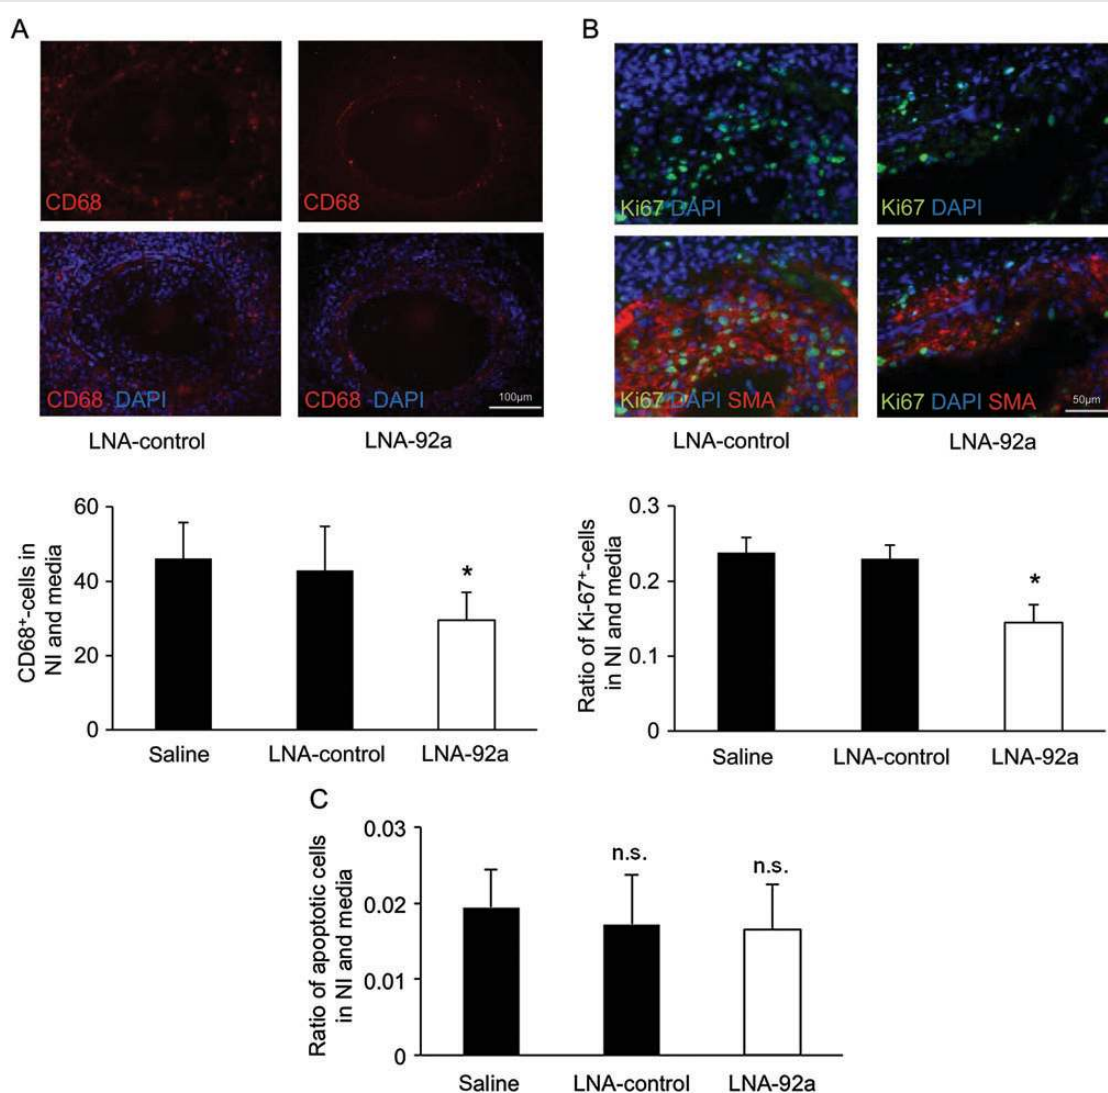 A
B
CD68
CD68
Ki67 DAPI
Ki67 DAPI
CD68 DAPI
CD68 DAPI
100µm
Ki67 DAPI SMA
Ki67 DAPI SMA
50µm
LNA-control
LNA-92a
LNA-control
LNA-92a
CD68⁺-cells in
NI and media
60
40
20
0
*
Saline
LNA-control
LNA-92a
Ratio of Ki-67⁺-cells
in NI and media
0.3
0.2
0.1
0
*
Saline
LNA-control
LNA-92a
C
Ratio of apoptotic cells
in NI and media
0.03
0.02
0.01
0
n.s.
n.s.
Saline
LNA-control
LNA-92a